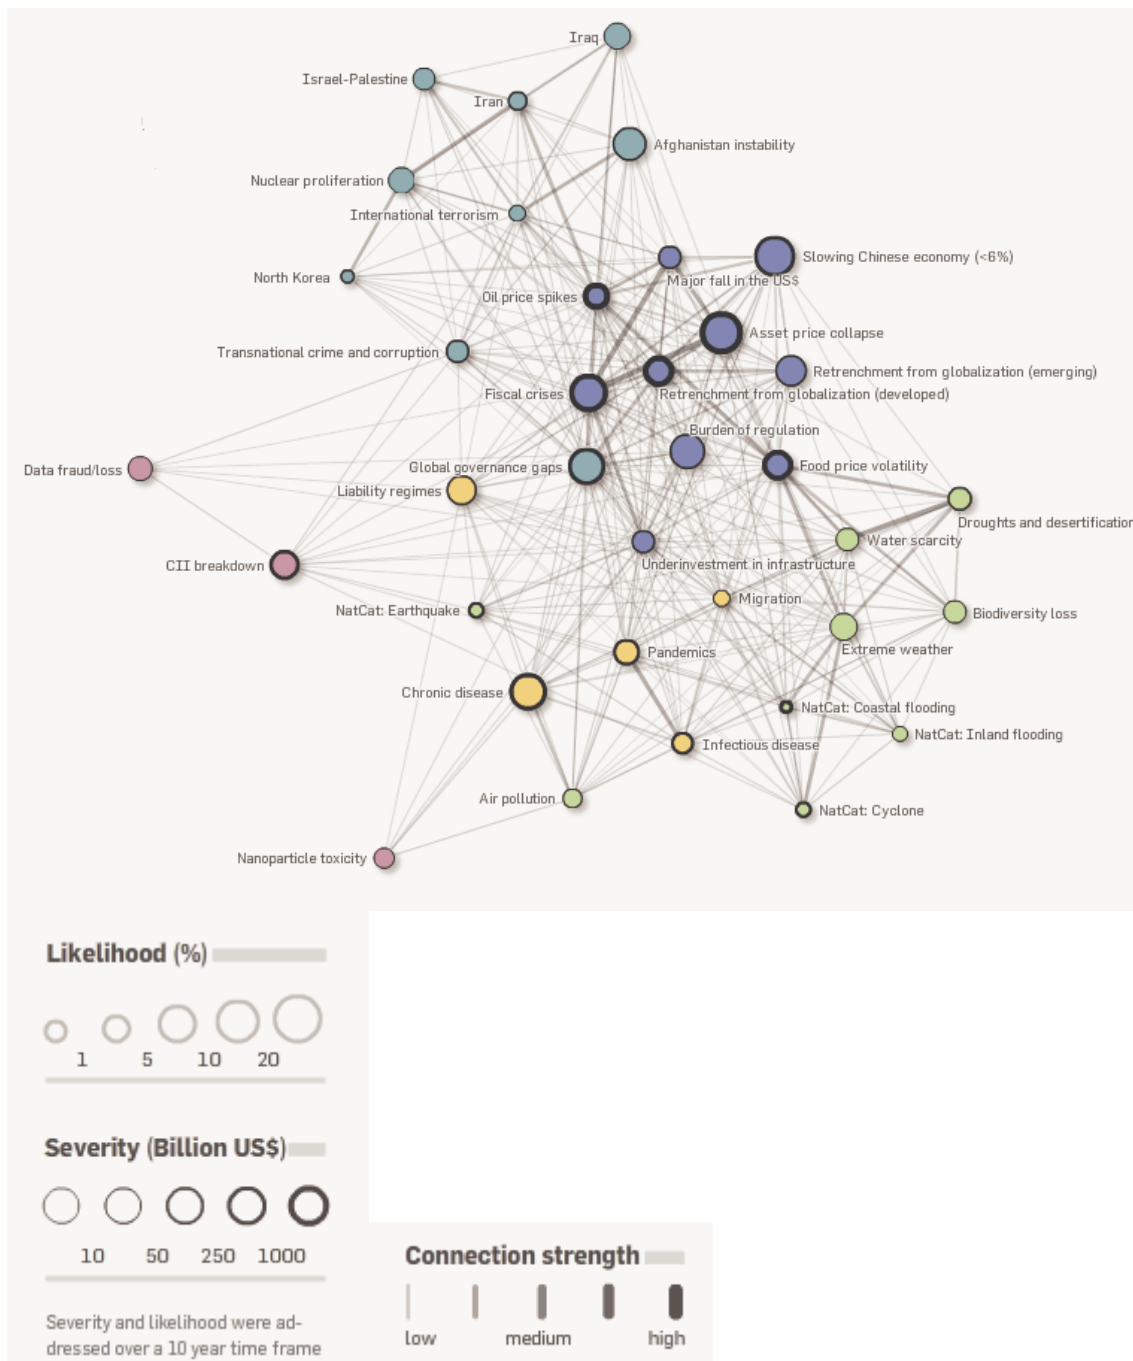 Iraq
Israel-Palestine
Iran
Afghanistan instability
Nuclear proliferation
International terrorism
Slowing Chinese economy (<6%)
North Korea
Major fall in the US$
Oil price spikes
Asset price collapse
Transnational crime and corruption
Retrenchment from globalization (emerging)
Fiscal crises
Retrenchment from globalization (developed)
Burden of regulation
Data fraud/loss
Global governance gaps
Food price volatility
Liability regimes
Droughts and desertification
Water scarcity
CII breakdown
Underinvestment in infrastructure
Migration
NatCat: Earthquake
Biodiversity loss
Extreme weather
Pandemics
Chronic disease
NatCat: Coastal flooding
NatCat: Inland flooding
Infectious disease
Air pollution
NatCat: Cyclone
Nanoparticle toxicity
Likelihood (%)
1 5 10 20
Severity (Billion US$)
10 50 250 1000
Severity and likelihood were ad-
dressed over a 10 year time frame
Connection strength
low medium high